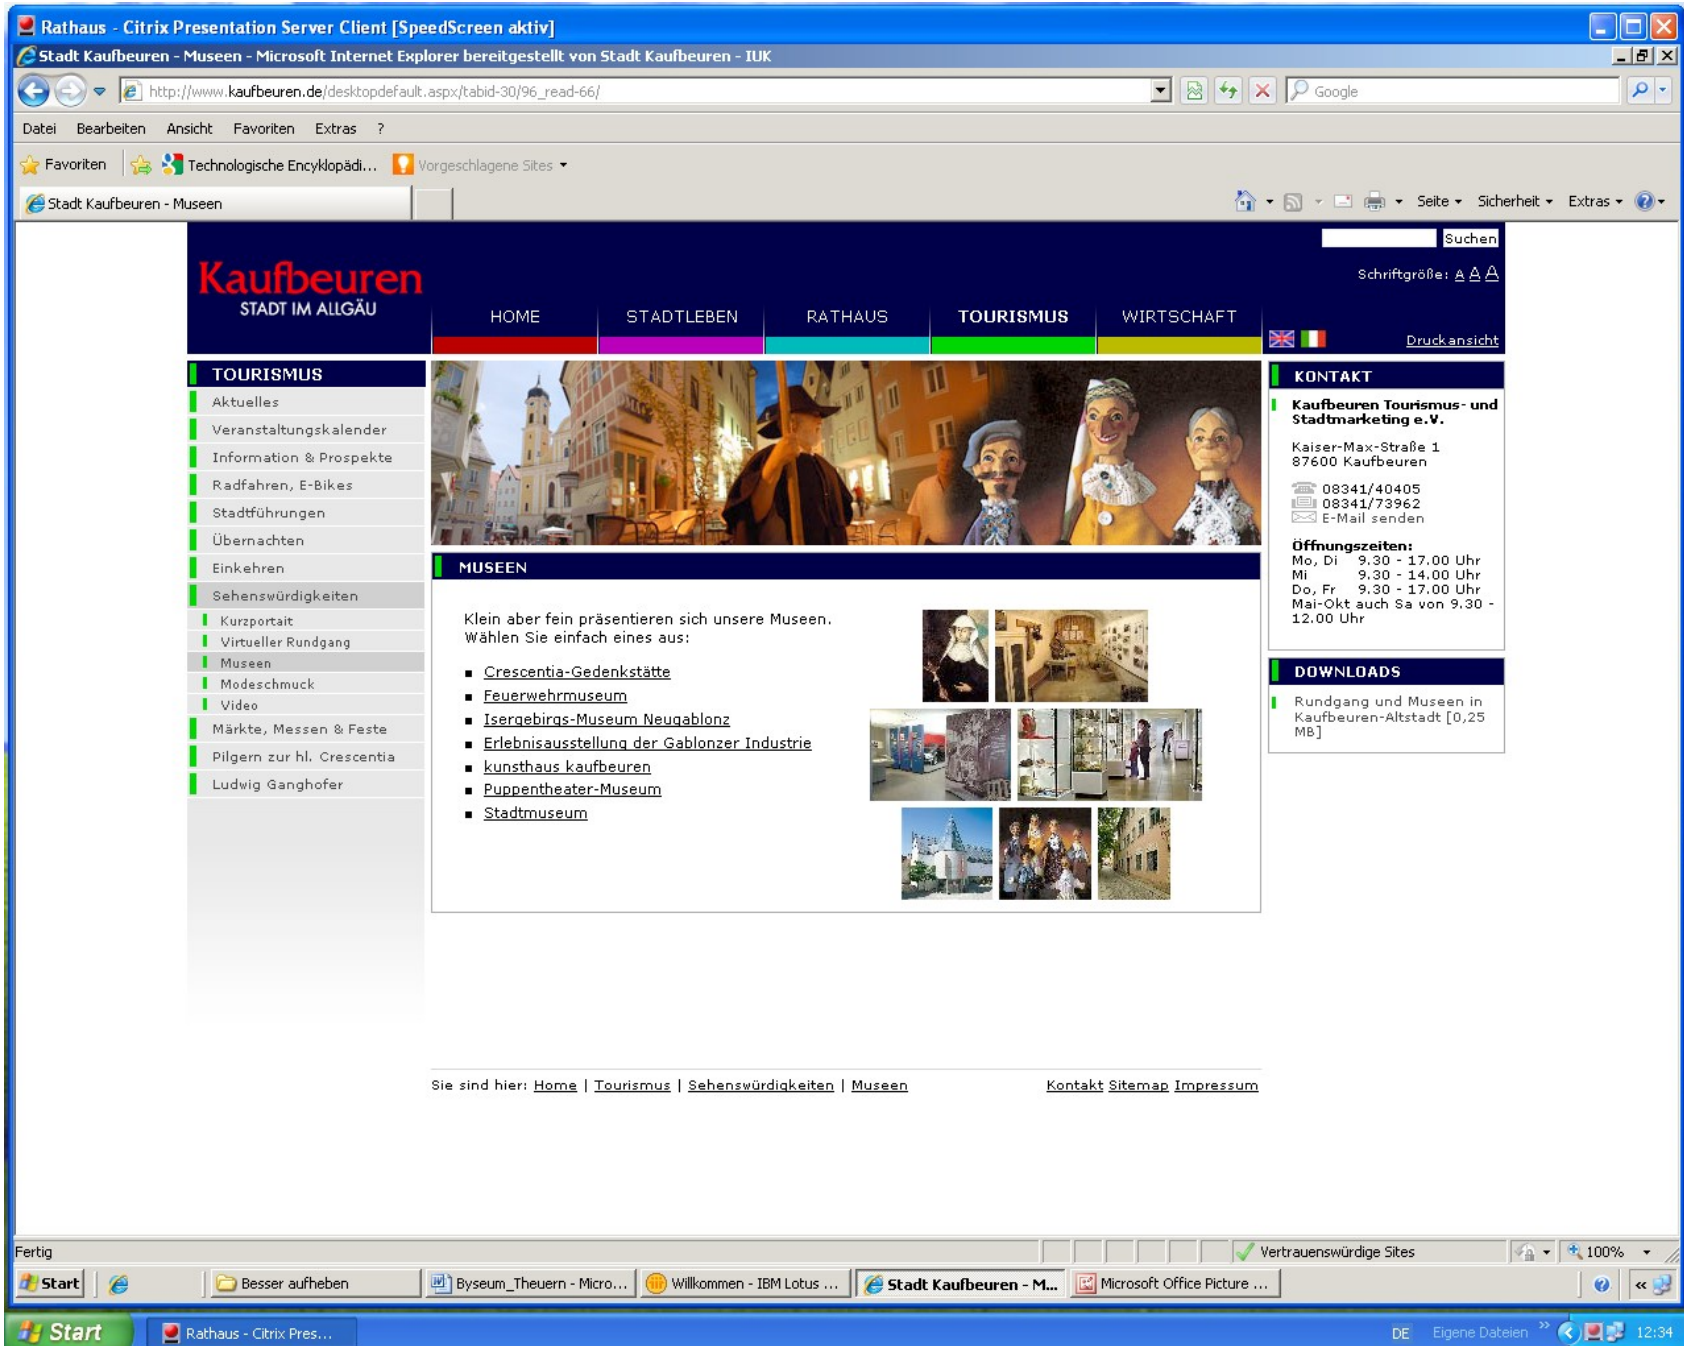 Rathaus - Citrix Presentation Server Client [SpeedScreen aktiv]
Stadt Kaufbeuren - Museen - Microsoft Internet Explorer bereitgestellt von Stadt Kaufbeuren - IUK
http://www.kaufbeuren.de/desktopdefault.aspx/tabid-30/96_read-66/
Google
Datei Bearbeiten Ansicht Favoriten Extras ?
Favoriten Technologische Encyklopädi... Vorgeschlagene Sites
Stadt Kaufbeuren - Museen
Seite Sicherheit Extras
Suchen
Kaufbeuren
STADT IM ALLGÄU
Schriftgröße: A A A
HOME STADTLEBEN RATHAUS TOURISMUS WIRTSCHAFT
Druckansicht
TOURISMUS
Aktuelles
Veranstaltungskalender
Information & Prospekte
Radfahren, E-Bikes
Stadtführungen
Übernachten
Einkehren
Sehenswürdigkeiten
Kurzportait
Virtueller Rundgang
Museen
Modeschmuck
Video
Märkte, Messen & Feste
Pilgern zur hl. Crescentia
Ludwig Ganghofer
MUSEEN
Klein aber fein präsentieren sich unsere Museen.
Wählen Sie einfach eines aus:
Crescentia-Gedenkstätte
Feuerwehrmuseum
Isergebirgs-Museum Neugablonz
Erlebnisausstellung der Gablonzer Industrie
kunsthaus kaufbeuren
Puppentheater-Museum
Stadtmuseum
KONTAKT
Kaufbeuren Tourismus- und
Stadtmarketing e.V.
Kaiser-Max-Straße 1
87600 Kaufbeuren
08341/40405
08341/73962
E-Mail senden
Öffnungszeiten:
Mo, Di 9.30 - 17.00 Uhr
Mi 9.30 - 14.00 Uhr
Do, Fr 9.30 - 17.00 Uhr
Mai-Okt auch Sa von 9.30 -
12.00 Uhr
DOWNLOADS
Rundgang und Museen in
Kaufbeuren-Altstadt [0,25
MB]
Sie sind hier: Home | Tourismus | Sehenswürdigkeiten | Museen
Kontakt Sitemap Impressum
Fertig
Vertrauenswürdige Sites
100%
Start Besser aufheben Byseum_Theuern - Micro... Willkommen - IBM Lotus ... Stadt Kaufbeuren - M... Microsoft Office Picture ...
Start Rathaus - Citrix Pres... DE Eigene Dateien 12:34